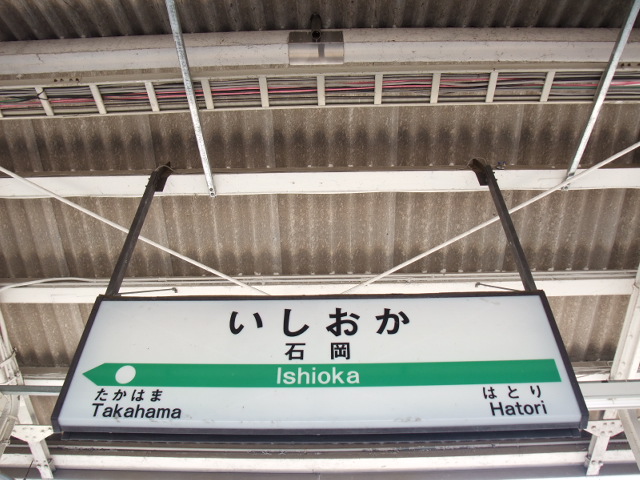 いしおか
石岡
Ishioka
たかはま はとり
Takahama Hatori